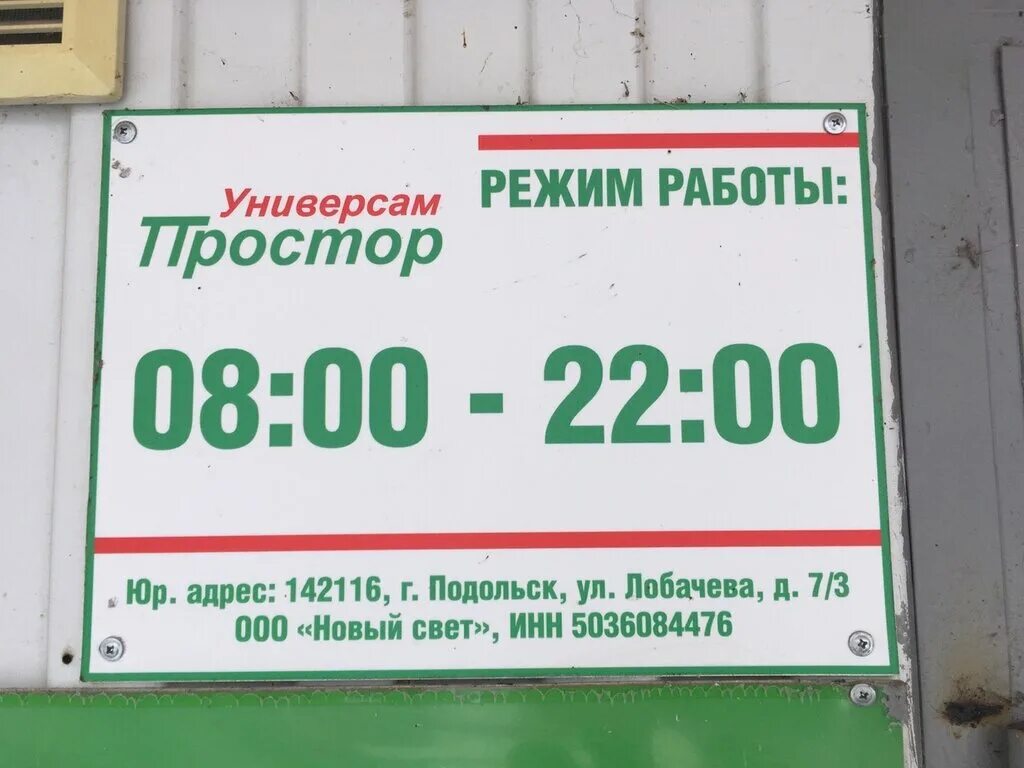 Универсам
Простор
РЕЖИМ РАБОТЫ:
08:00 - 22:00
Юр. адрес: 142116, г. Подольск, ул. Лобачева, д. 7/3
ООО «Новый свет», ИНН 5036084476